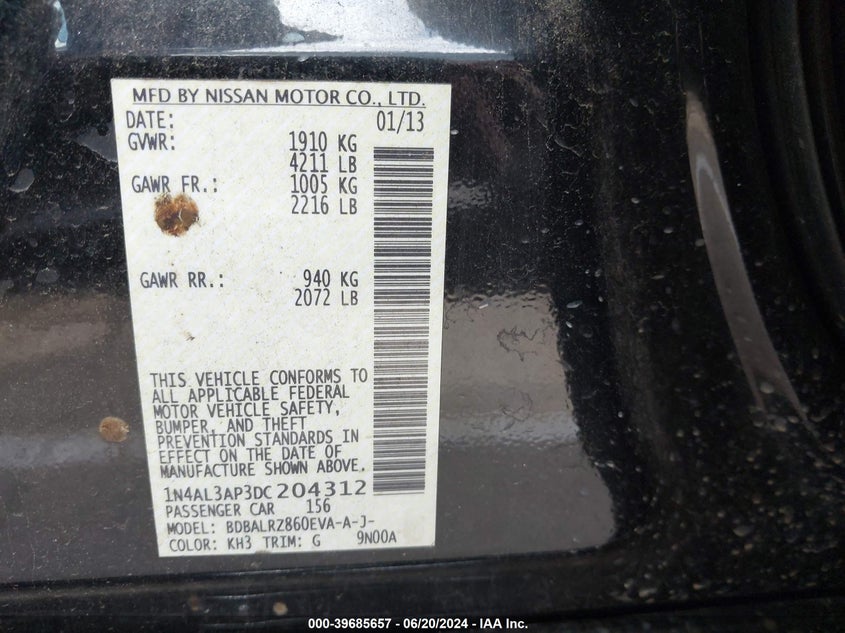 MFD BY NISSAN MOTOR CO., LTD.
DATE: 01/13
GVWR: 1910 KG
4211 LB
GAWR FR.: 1005 KG
2216 LB
GAWR RR.: 940 KG
2072 LB
THIS VEHICLE CONFORMS TO
ALL APPLICABLE FEDERAL
MOTOR VEHICLE SAFETY,
BUMPER, AND THEFT
PREVENTION STANDARDS IN
EFFECT ON THE DATE OF
MANUFACTURE SHOWN ABOVE.
1N4AL3AP3DC204312
PASSENGER CAR 156
MODEL: BDBALRZ860EVA-A-J-
COLOR: KH3 TRIM: G 9N00A
000-39685657 - 06/20/2024 - IAA Inc.